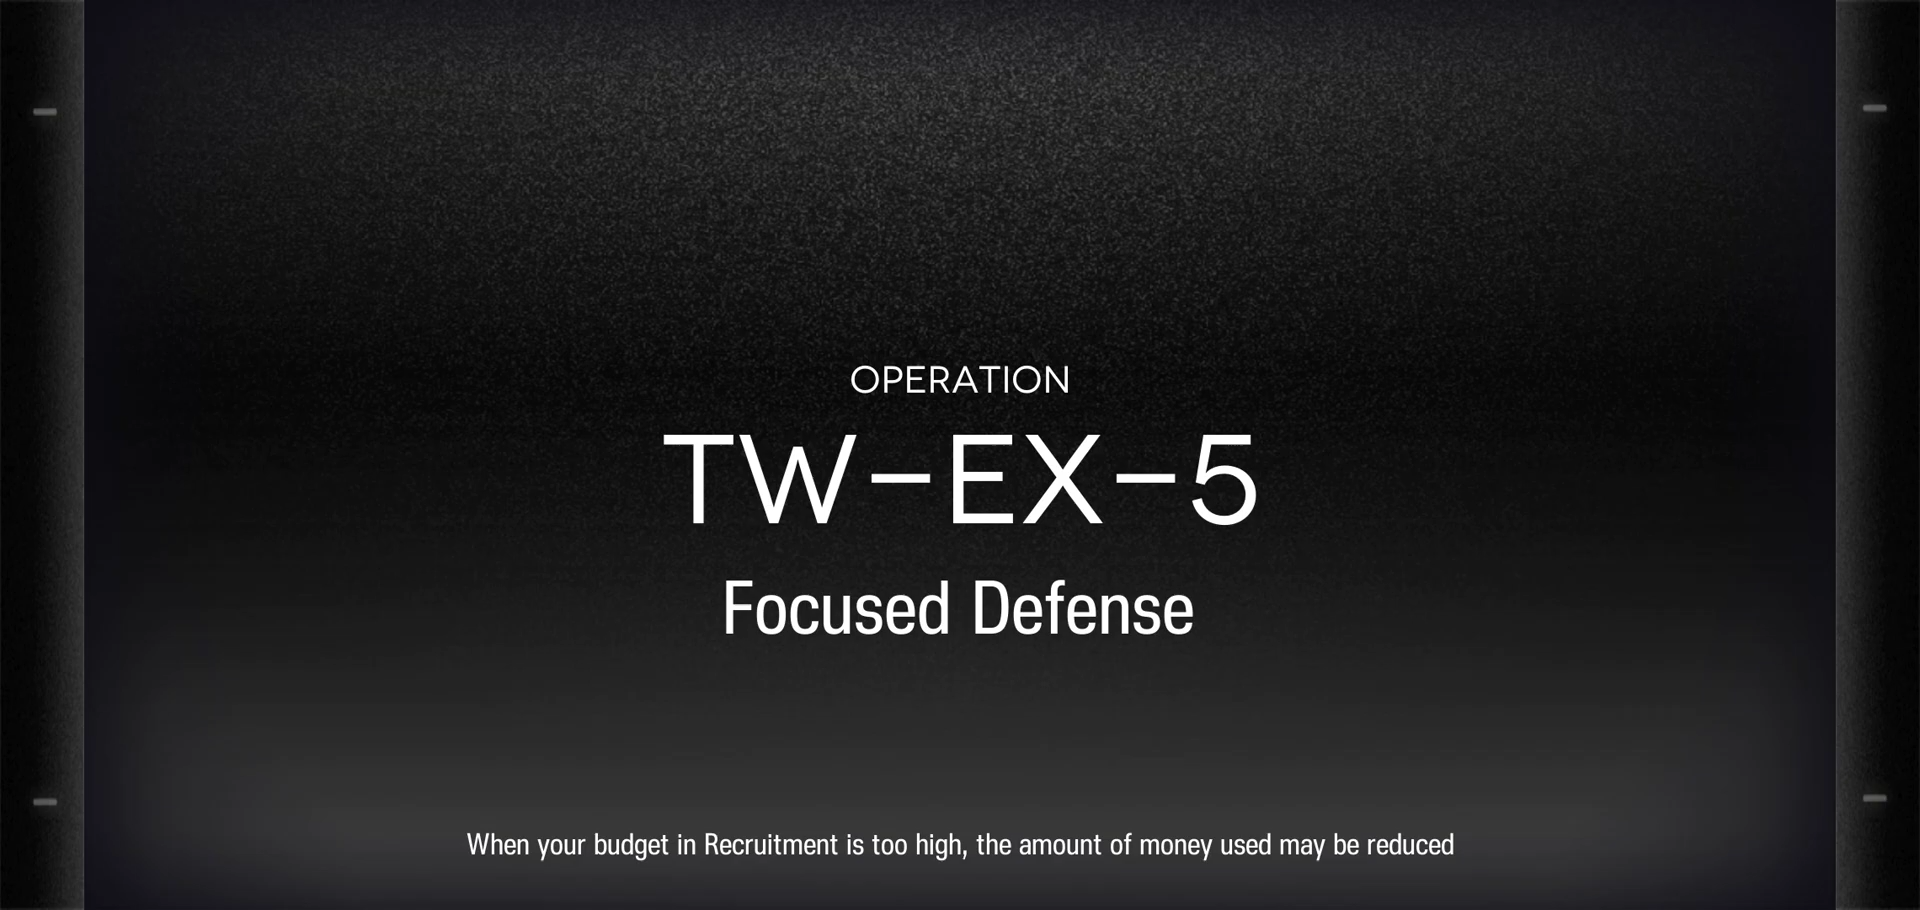 OPERATION
TW-EX-5
Focused Defense
When your budget in Recruitment is too high, the amount of money used may be reduced